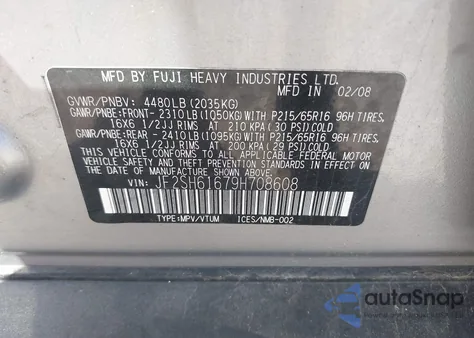 MFD BY FUJI HEAVY INDUSTRIES LTD.
MFD IN 02/08
GVWR/PNBV: 4480LB (2035KG)
GAWR/PNBE:FRONT- 2310LB (1050KG) WITH P215/65R16 96H TIRES,
16X6 1/2JJ RIMS AT 210 KPA (30 PSI) COLD
GAWR/PNBE:REAR - 2410LB (1095KG) WITH P215/65R16 96H TIRES,
16X6 1/2JJ RIMS AT 200 KPA (29 PSI) COLD
THIS VEHICLE CONFORMS TO ALL APPLICABLE FEDERAL MOTOR
VEHICLE SAFETY AND THEFT PREVENTION STANDARDS IN EFFECT ON
THE DATE OF MANUFACTURE SHOWN ABOVE.
VIN: JF2SH61679H708608
TYPE:MPV/VTUM ICES/NMB-002
autoSnap